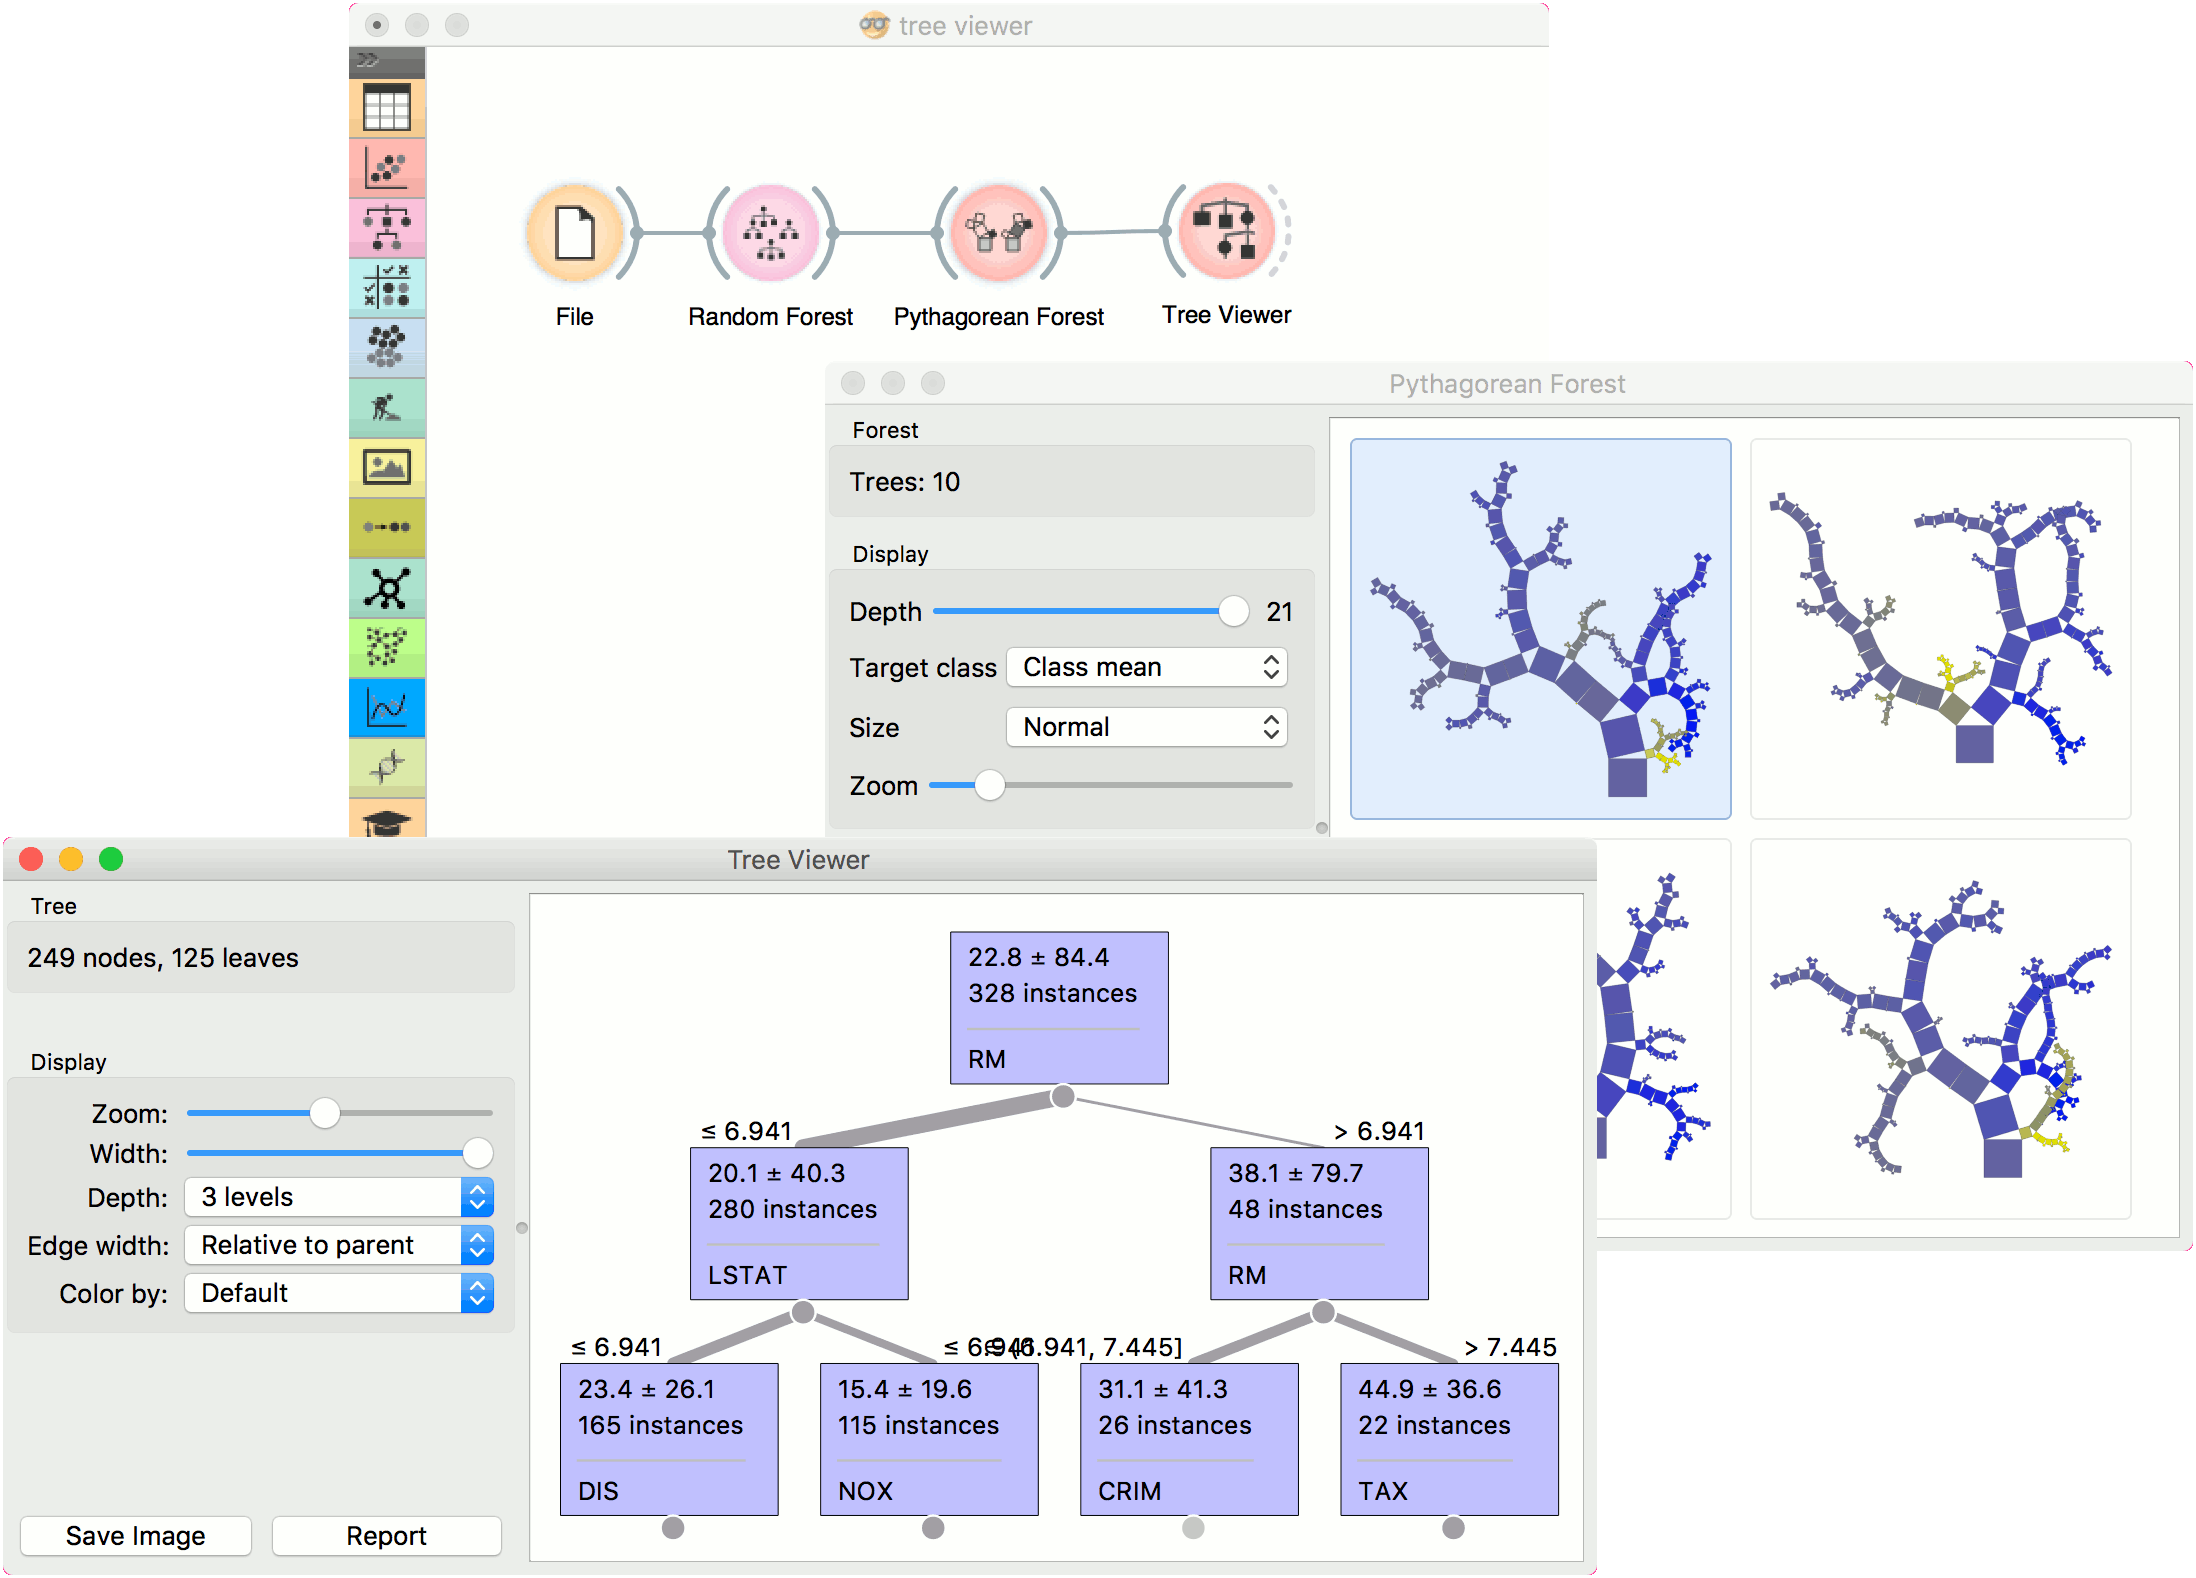 tree viewer
File
Random Forest
Pythagorean Forest
Tree Viewer
Pythagorean Forest
Forest
Trees: 10
Display
Depth 21
Target class Class mean
Size Normal
Zoom
Tree Viewer
Tree
249 nodes, 125 leaves
Display
Zoom:
Width:
Depth: 3 levels
Edge width: Relative to parent
Color by: Default
Save Image
Report
22.8 ± 84.4
328 instances
RM
≤ 6.941
> 6.941
20.1 ± 40.3
280 instances
LSTAT
38.1 ± 79.7
48 instances
RM
≤ 6.941
≤ 6.941
∈ (6.941, 7.445]
> 7.445
23.4 ± 26.1
165 instances
DIS
15.4 ± 19.6
115 instances
NOX
31.1 ± 41.3
26 instances
CRIM
44.9 ± 36.6
22 instances
TAX